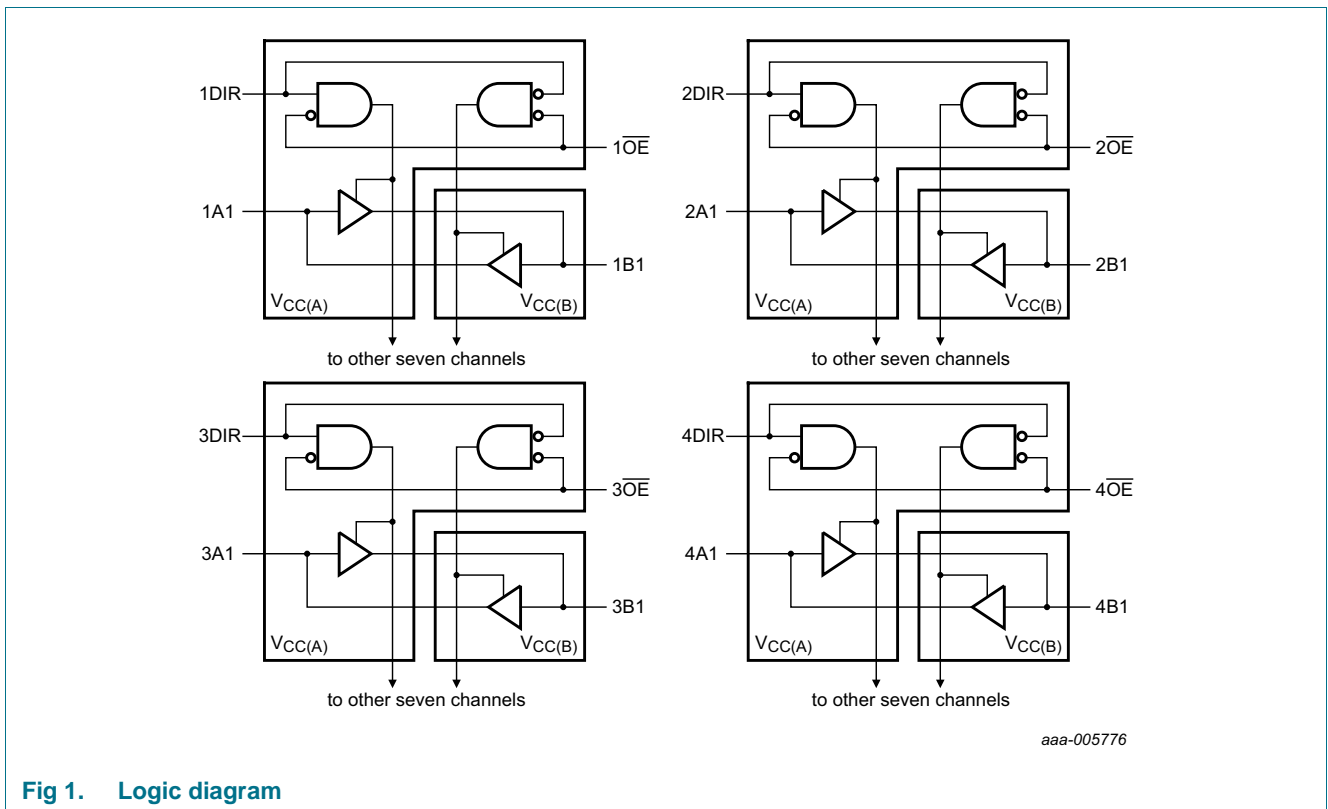 1DIR
1OE
1A1
1B1
VCC(A)
VCC(B)
to other seven channels
2DIR
2OE
2A1
2B1
VCC(A)
VCC(B)
to other seven channels
3DIR
3OE
3A1
3B1
VCC(A)
VCC(B)
to other seven channels
4DIR
4OE
4A1
4B1
VCC(A)
VCC(B)
to other seven channels
aaa-005776
Fig 1. Logic diagram